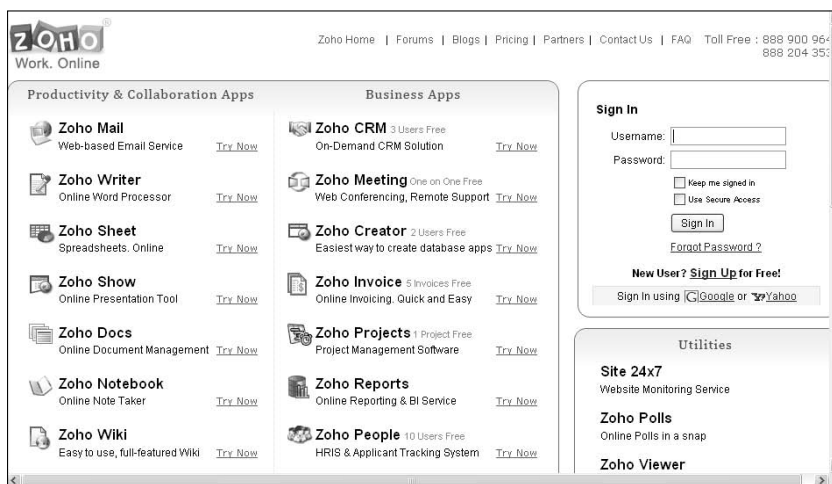 ZOHO®
Work. Online
Zoho Home | Forums | Blogs | Pricing | Partners | Contact Us | FAQ Toll Free : 888 900 964
888 204 353
Productivity & Collaboration Apps
Zoho Mail
Web-based Email Service Try Now
Zoho Writer
Online Word Processor Try Now
Zoho Sheet
Spreadsheets. Online Try Now
Zoho Show
Online Presentation Tool Try Now
Zoho Docs
Online Document Management Try Now
Zoho Notebook
Online Note Taker Try Now
Zoho Wiki
Easy to use, full-featured Wiki Try Now
Business Apps
Zoho CRM 3 Users Free
On-Demand CRM Solution Try Now
Zoho Meeting One on One Free
Web Conferencing, Remote Support Try Now
Zoho Creator 2 Users Free
Easiest way to create database apps Try Now
Zoho Invoice 5 Invoices Free
Online Invoicing. Quick and Easy Try Now
Zoho Projects 1 Project Free
Project Management Software Try Now
Zoho Reports
Online Reporting & BI Service Try Now
Zoho People 10 Users Free
HRIS & Applicant Tracking System Try Now
Sign In
Username:
Password:
Keep me signed in
Use Secure Access
Sign In
Forgot Password ?
New User? Sign Up for Free!
Sign In using G Google or Y! Yahoo
Utilities
Site 24x7
Website Monitoring Service
Zoho Polls
Online Polls in a snap
Zoho Viewer